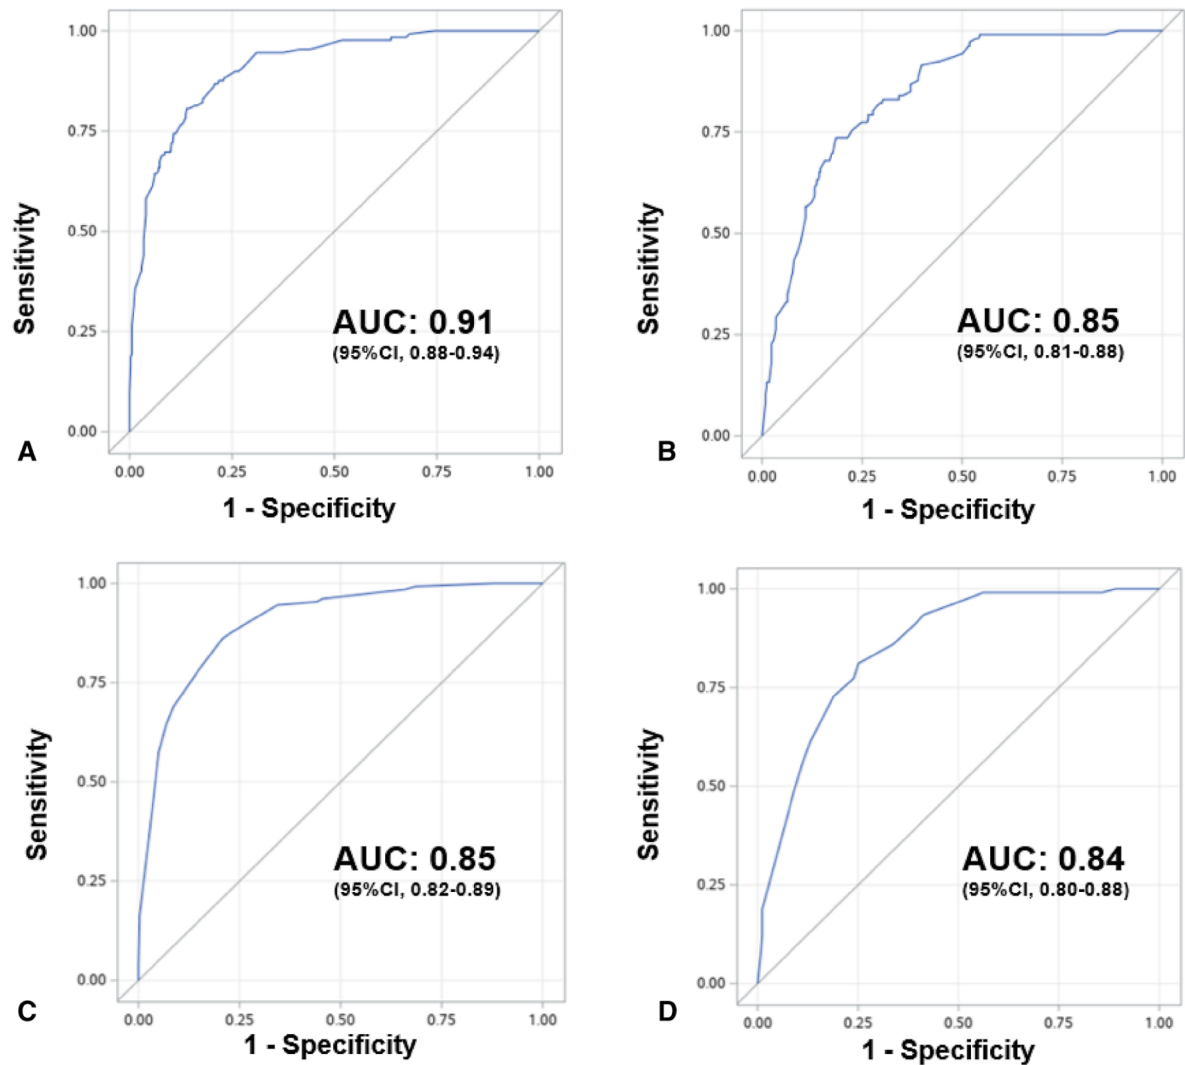 1.00
0.75
0.50
0.25
0.00
Sensitivity
AUC: 0.91
(95%CI, 0.88-0.94)
A
0.00 0.25 0.50 0.75 1.00
1 - Specificity
1.00
0.75
0.50
0.25
0.00
Sensitivity
AUC: 0.85
(95%CI, 0.81-0.88)
B
0.00 0.25 0.50 0.75 1.00
1 - Specificity
1.00
0.75
0.50
0.25
0.00
Sensitivity
AUC: 0.85
(95%CI, 0.82-0.89)
C
0.00 0.25 0.50 0.75 1.00
1 - Specificity
1.00
0.75
0.50
0.25
0.00
Sensitivity
AUC: 0.84
(95%CI, 0.80-0.88)
D
0.00 0.25 0.50 0.75 1.00
1 - Specificity